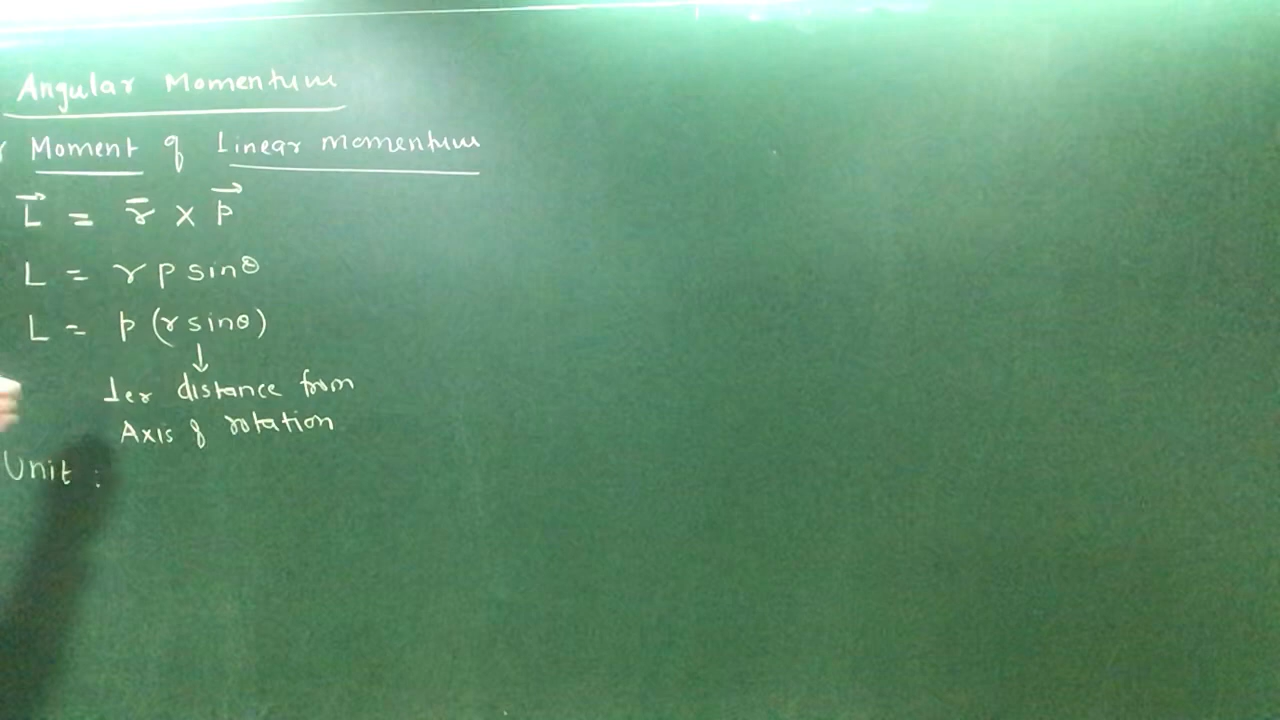 Angular Momentum
Moment of Linear momentum
L⃗ = r̄ × p⃗
L = r p sinθ
L = p (r sinθ)
↓
⊥er distance from
Axis of rotation
Unit :